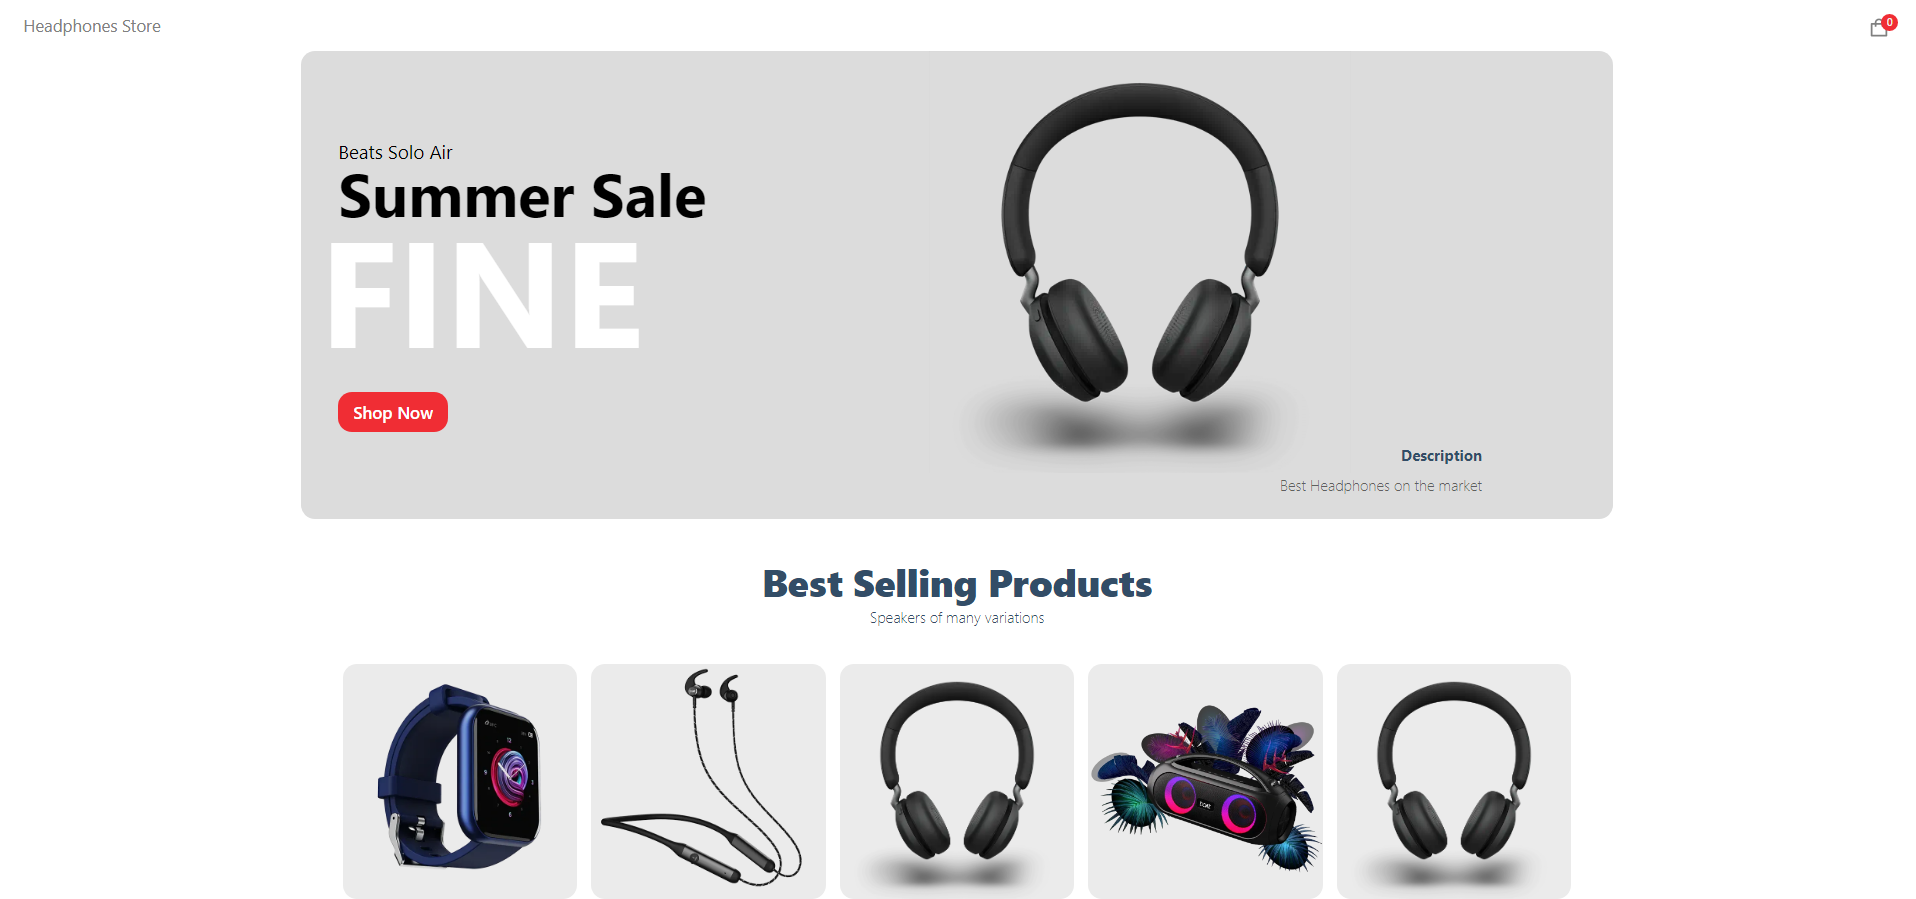 Headphones Store
0
Beats Solo Air
Summer Sale
FINE
Shop Now
Description
Best Headphones on the market
Best Selling Products
Speakers of many variations